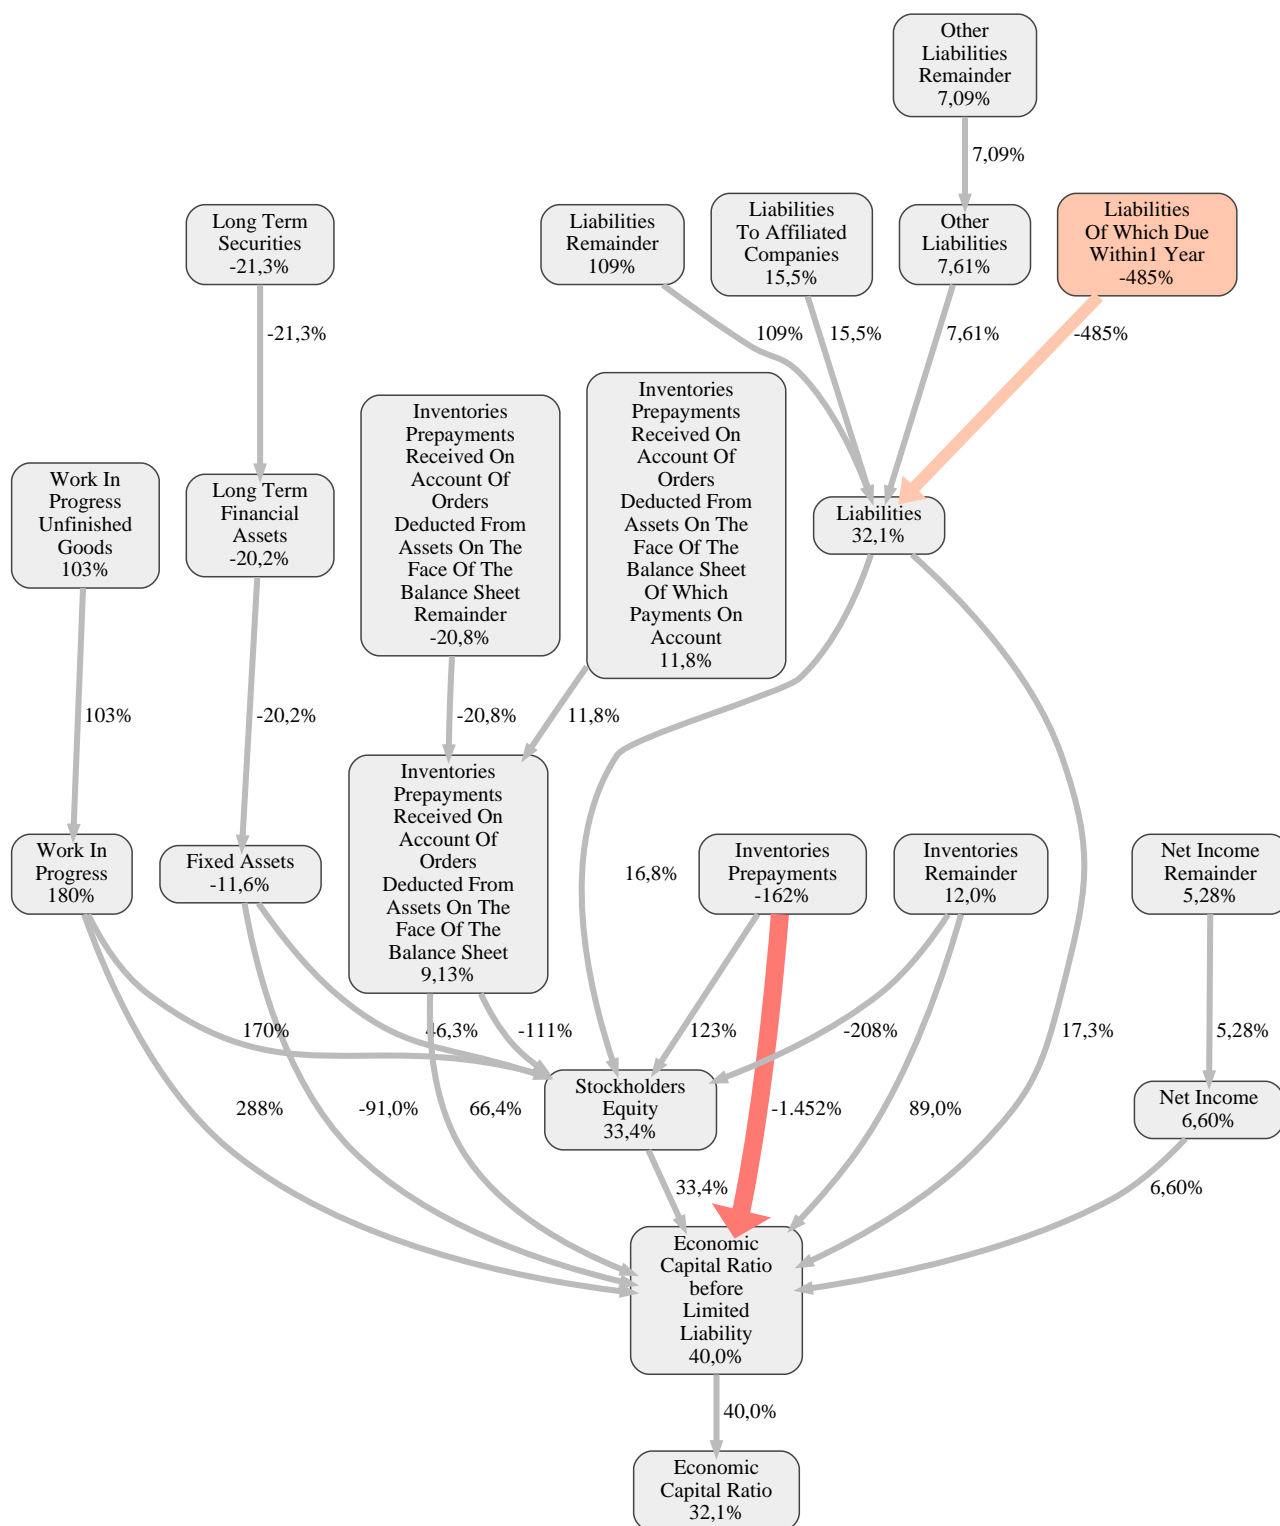 Other
Liabilities
Remainder
7,09%
7,09%
Long Term
Securities
-21,3%
Liabilities
Remainder
109%
Liabilities
To Affiliated
Companies
15,5%
Other
Liabilities
7,61%
Liabilities
Of Which Due
Within1 Year
-485%
-21,3%
109%
15,5%
7,61%
-485%
Work In
Progress
Unfinished
Goods
103%
Long Term
Financial
Assets
-20,2%
Inventories
Prepayments
Received On
Account Of
Orders
Deducted From
Assets On The
Face Of The
Balance Sheet
Remainder
-20,8%
Inventories
Prepayments
Received On
Account Of
Orders
Deducted From
Assets On The
Face Of The
Balance Sheet
Of Which
Payments On
Account
11,8%
Liabilities
32,1%
103%
-20,2%
-20,8%
11,8%
Work In
Progress
180%
Fixed Assets
-11,6%
Inventories
Prepayments
Received On
Account Of
Orders
Deducted From
Assets On The
Face Of The
Balance Sheet
9,13%
16,8%
Inventories
Prepayments
-162%
Inventories
Remainder
12,0%
Net Income
Remainder
5,28%
170%
46,3%
-111%
123%
-208%
17,3%
5,28%
Stockholders
Equity
33,4%
Net Income
6,60%
288%
-91,0%
66,4%
-1.452%
89,0%
33,4%
6,60%
Economic
Capital Ratio
before
Limited
Liability
40,0%
40,0%
Economic
Capital Ratio
32,1%